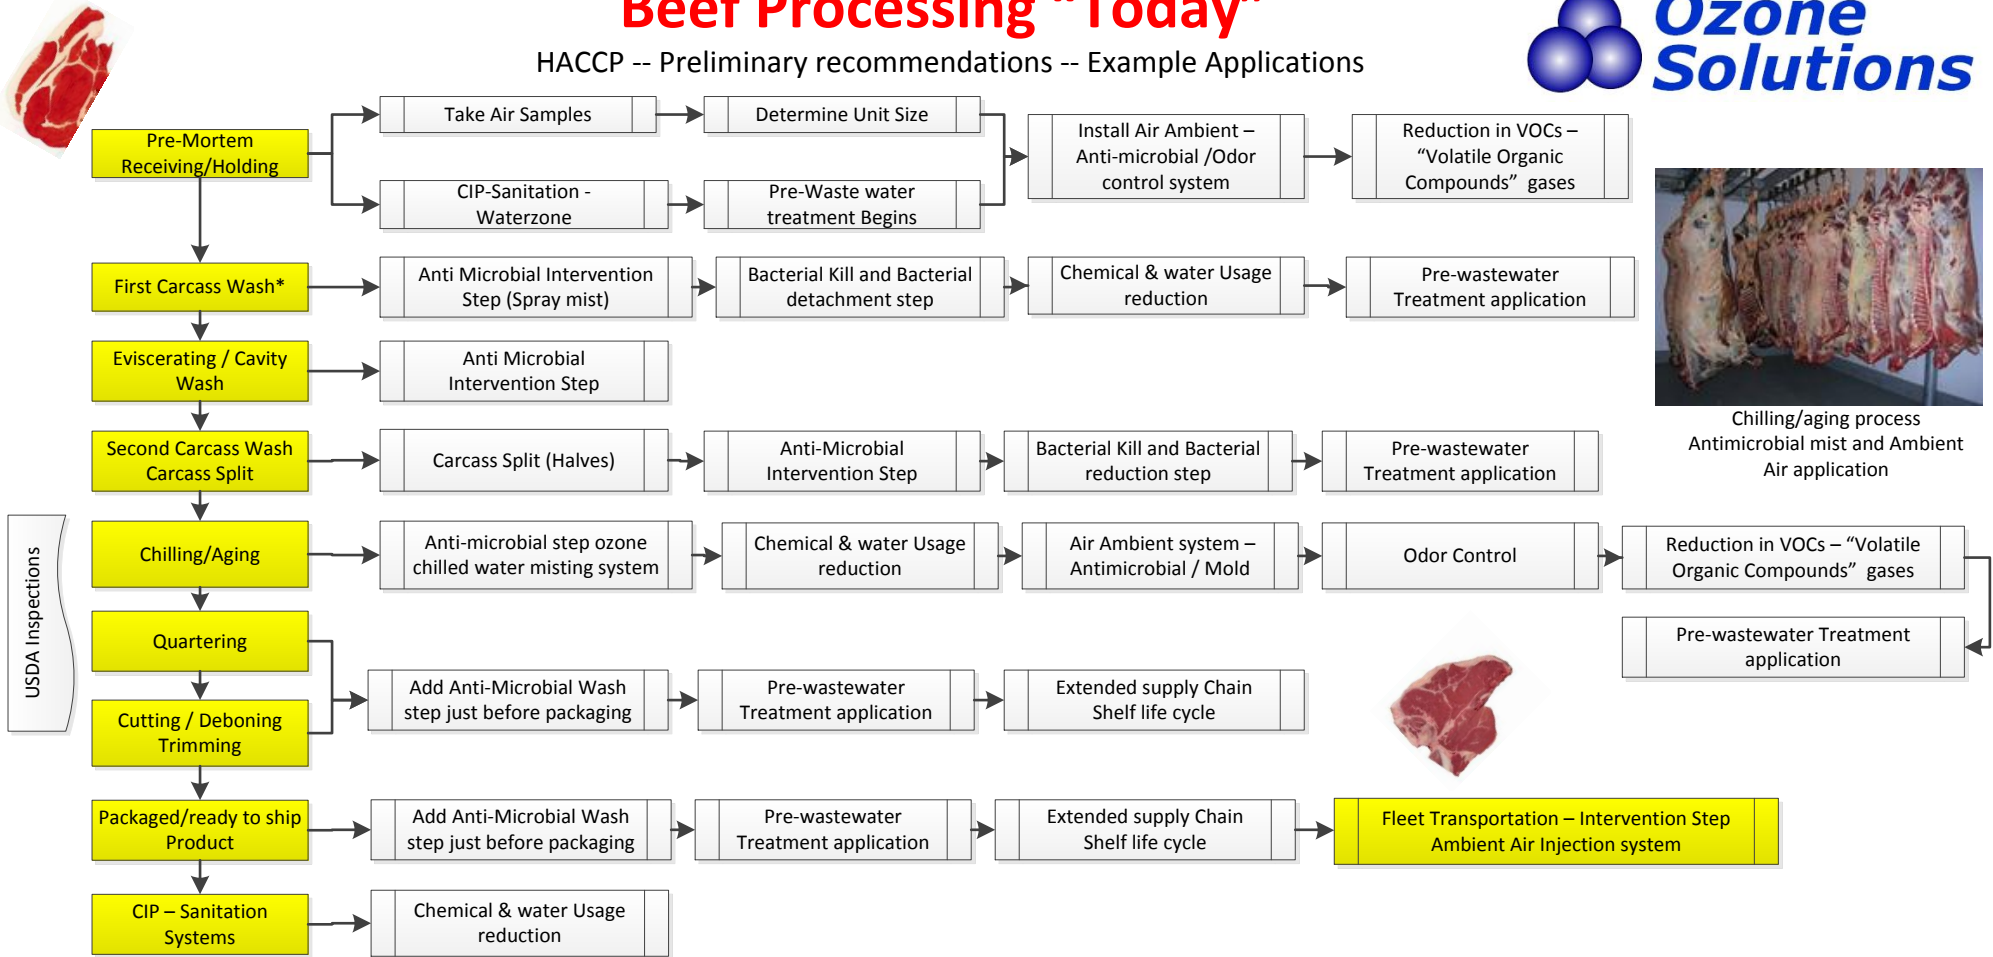 Beef Processing "Today"
HACCP -- Preliminary recommendations -- Example Applications
Ozone
Solutions
Pre-Mortem
Receiving/Holding
Take Air Samples
Determine Unit Size
CIP-Sanitation -
Waterzone
Pre-Waste water
treatment Begins
Install Air Ambient –
Anti-microbial /Odor
control system
Reduction in VOCs –
“Volatile Organic
Compounds” gases
First Carcass Wash*
Anti Microbial Intervention
Step (Spray mist)
Bacterial Kill and Bacterial
detachment step
Chemical & water Usage
reduction
Pre-wastewater
Treatment application
Eviscerating / Cavity
Wash
Anti Microbial
Intervention Step
Chilling/aging process
Antimicrobial mist and Ambient
Air application
Second Carcass Wash
Carcass Split
Carcass Split (Halves)
Anti-Microbial
Intervention Step
Bacterial Kill and Bacterial
reduction step
Pre-wastewater
Treatment application
USDA Inspections
Chilling/Aging
Anti-microbial step ozone
chilled water misting system
Chemical & water Usage
reduction
Air Ambient system –
Antimicrobial / Mold
Odor Control
Reduction in VOCs – “Volatile
Organic Compounds” gases
Pre-wastewater Treatment
application
Quartering
Cutting / Deboning
Trimming
Add Anti-Microbial Wash
step just before packaging
Pre-wastewater
Treatment application
Extended supply Chain
Shelf life cycle
Packaged/ready to ship
Product
Add Anti-Microbial Wash
step just before packaging
Pre-wastewater
Treatment application
Extended supply Chain
Shelf life cycle
Fleet Transportation – Intervention Step
Ambient Air Injection system
CIP – Sanitation
Systems
Chemical & water Usage
reduction